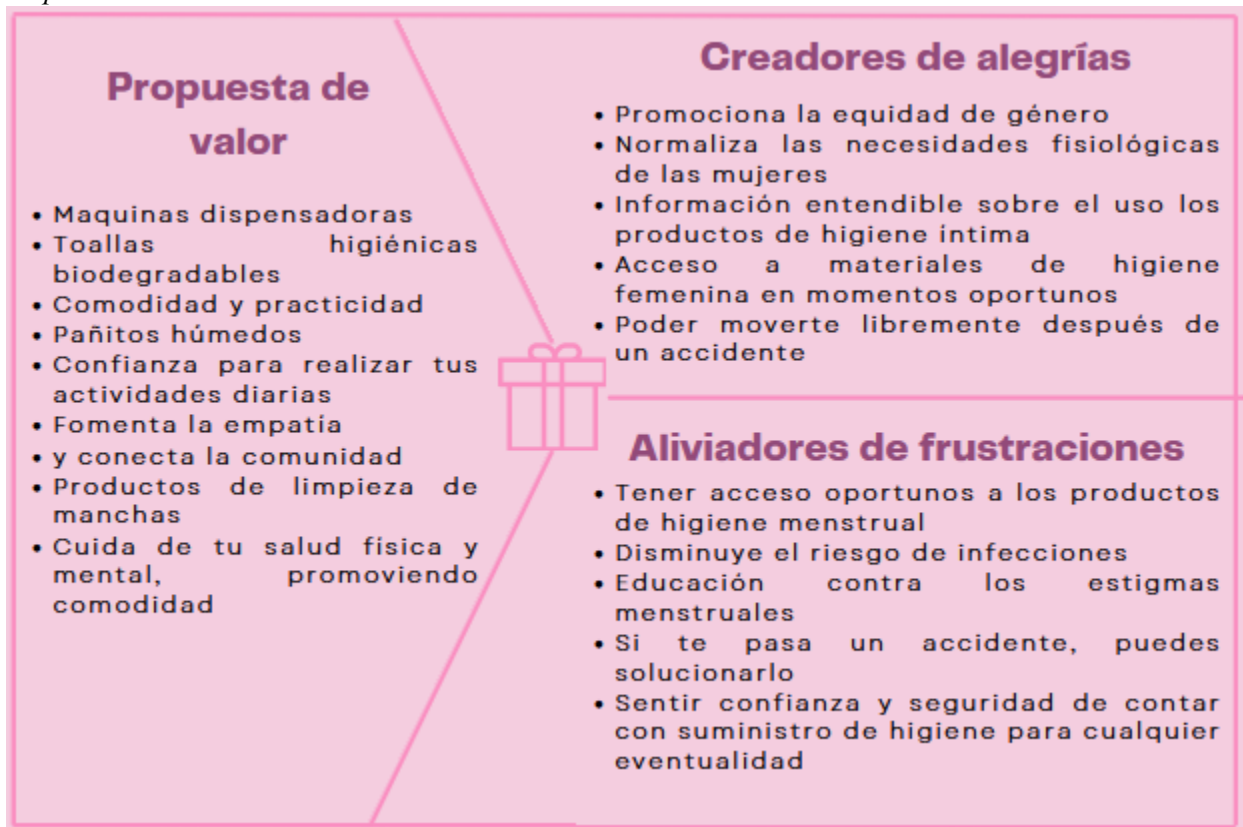 Propuesta de
valor
• Maquinas dispensadoras
• Toallas higiénicas
biodegradables
• Comodidad y practicidad
• Pañitos húmedos
• Confianza para realizar tus
actividades diarias
• Fomenta la empatía
• y conecta la comunidad
• Productos de limpieza de
manchas
• Cuida de tu salud física y
mental, promoviendo
comodidad
Creadores de alegrías
• Promociona la equidad de género
• Normaliza las necesidades fisiológicas
de las mujeres
• Información entendible sobre el uso los
productos de higiene íntima
• Acceso a materiales de higiene
femenina en momentos oportunos
• Poder moverte libremente después de
un accidente
Aliviadores de frustraciones
• Tener acceso oportunos a los productos
de higiene menstrual
• Disminuye el riesgo de infecciones
• Educación contra los estigmas
menstruales
• Si te pasa un accidente, puedes
solucionarlo
• Sentir confianza y seguridad de contar
con suministro de higiene para cualquier
eventualidad